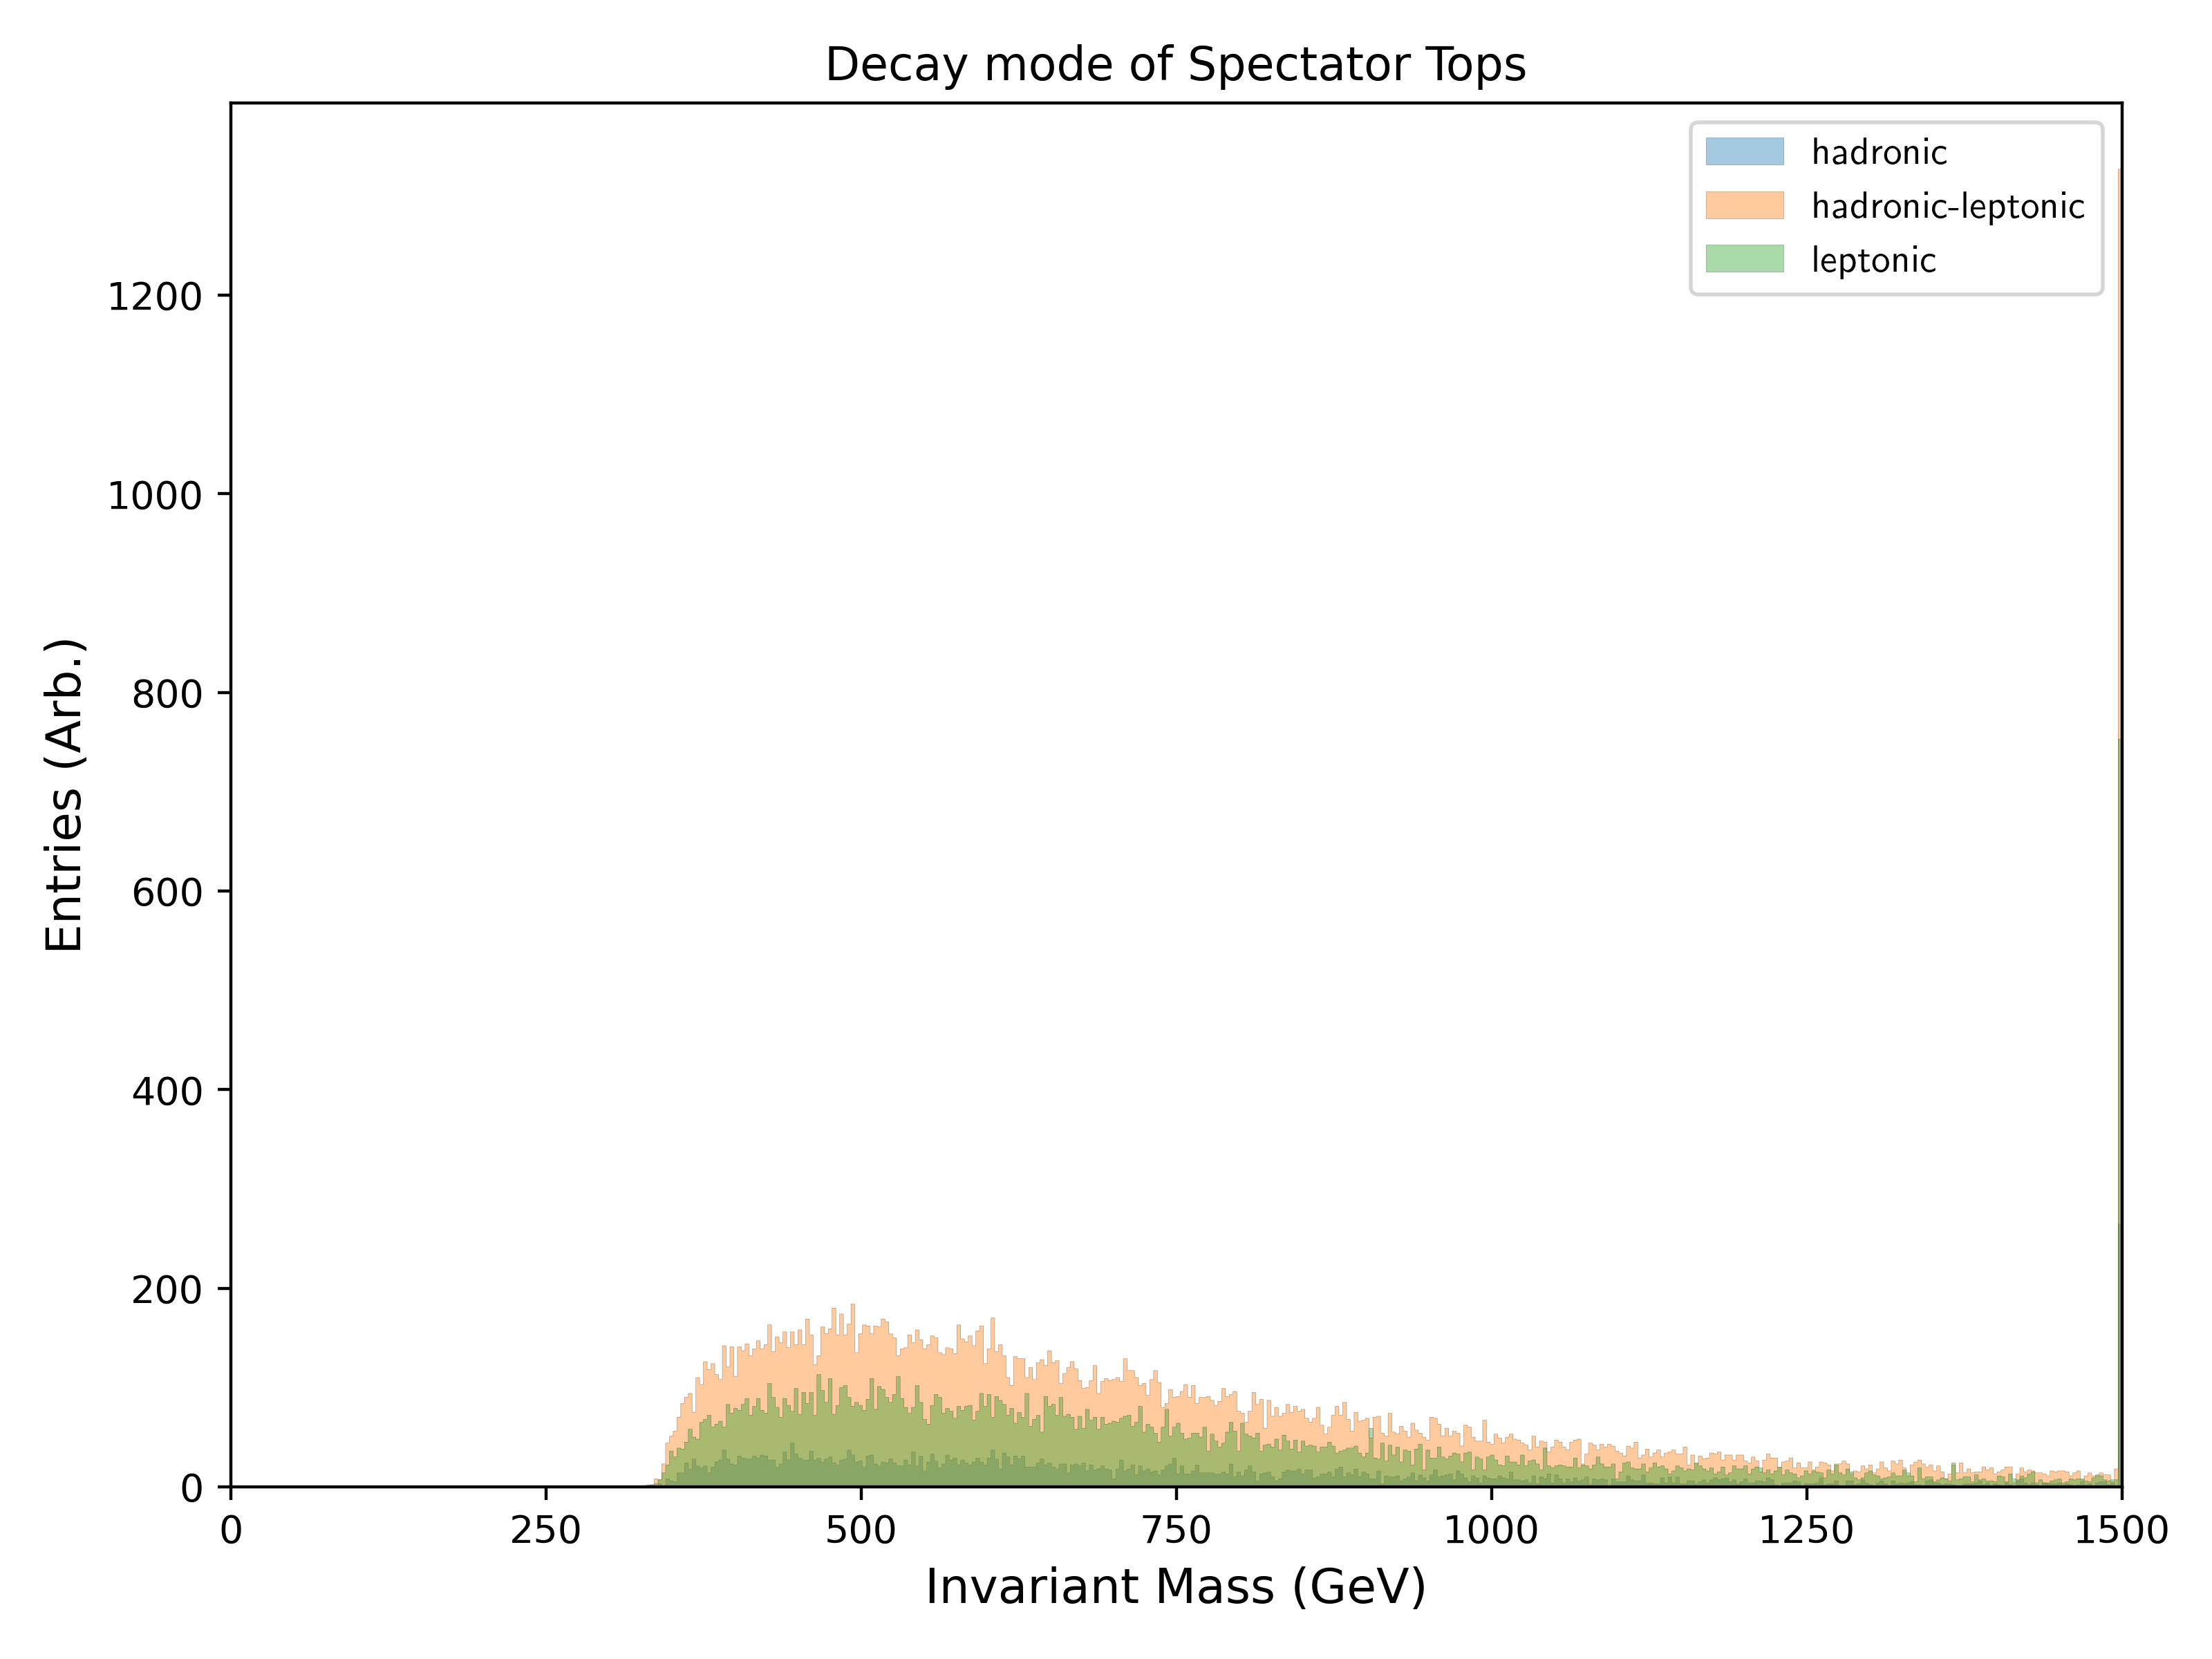 Decay mode of Spectator Tops
hadronic
hadronic-leptonic
leptonic
Entries (Arb.)
1200
1000
800
600
400
200
0
0 250 500 750 1000 1250 1500
Invariant Mass (GeV)